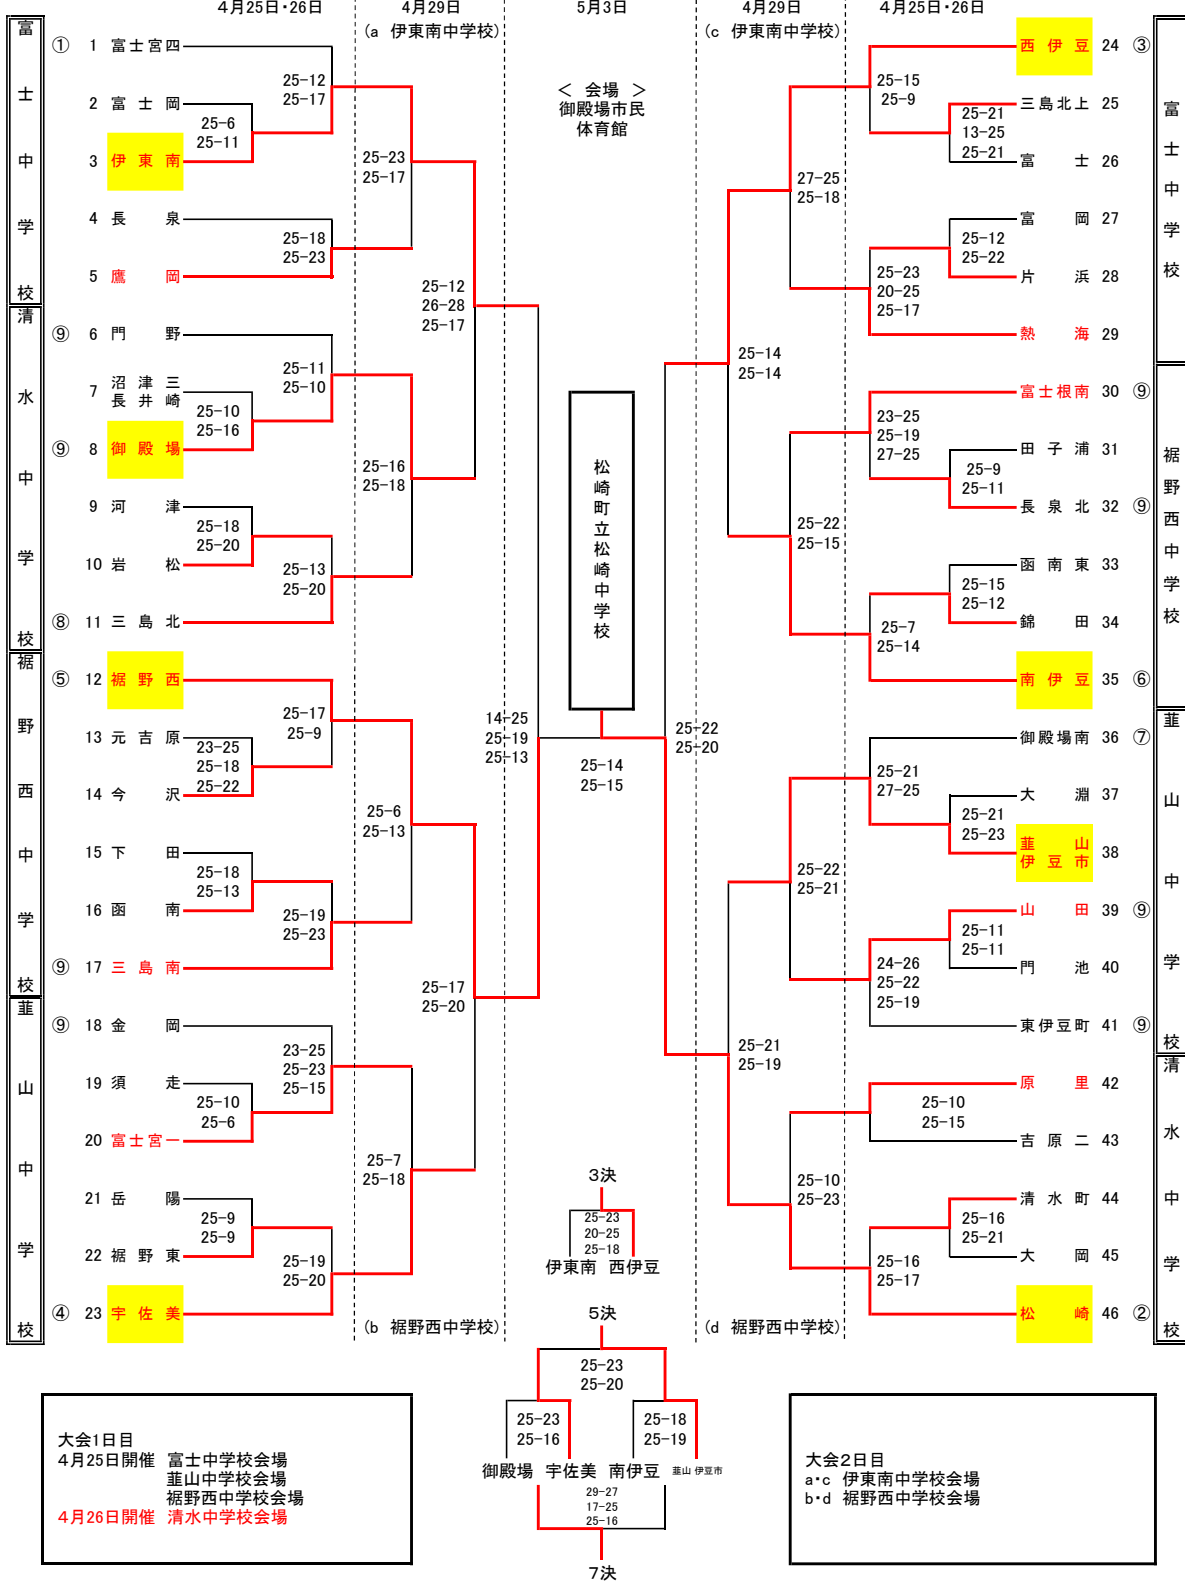 4月25日・26日
4月29日
5月3日
4月29日
4月25日・26日
(a 伊東南中学校)
(c 伊東南中学校)
＜ 会場 ＞
御殿場市民
体育館
富士中学校
清水中学校
裾野西中学校
韮山中学校
① 1 富士宮四
2 富士岡
3 伊東南
4 長泉
5 鷹岡
⑨ 6 門野
7 沼津三
長井崎
⑨ 8 御殿場
9 河津
10 岩松
⑧ 11 三島北
⑤ 12 裾野西
13 元吉原
14 今沢
15 下田
16 函南
⑨ 17 三島南
⑨ 18 金岡
19 須走
20 富士宮一
21 岳陽
22 裾野東
④ 23 宇佐美
25-6
25-11
25-12
25-17
25-18
25-23
25-23
25-17
25-10
25-16
25-11
25-10
25-18
25-20
25-13
25-20
25-16
25-18
25-12
26-28
25-17
23-25
25-18
25-22
25-17
25-9
25-18
25-13
25-19
25-23
25-6
25-13
25-10
25-6
23-25
25-23
25-15
25-9
25-9
25-19
25-20
25-7
25-18
25-17
25-20
14-25
25-19
25-13
松崎町立松崎中学校
25-14
25-15
25-22
25-20
西伊豆 24 ③
三島北上 25
富士 26
富岡 27
片浜 28
熱海 29
富士根南 30 ⑨
田子浦 31
長泉北 32 ⑨
函南東 33
錦田 34
南伊豆 35 ⑥
御殿場南 36 ⑦
大淵 37
韮山
伊豆市 38
山田 39 ⑨
門池 40
東伊豆町 41 ⑨
原里 42
吉原二 43
清水町 44
大岡 45
松崎 46 ②
富士中学校
裾野西中学校
韮山中学校
清水中学校
25-15
25-9
25-21
13-25
25-21
27-25
25-18
25-12
25-22
25-23
20-25
25-17
25-14
25-14
23-25
25-19
27-25
25-9
25-11
25-22
25-15
25-15
25-12
25-7
25-14
25-21
27-25
25-21
25-23
25-22
25-21
25-11
25-11
24-26
25-22
25-19
25-21
25-19
25-10
25-15
25-10
25-23
25-16
25-21
25-16
25-17
(b 裾野西中学校)
(d 裾野西中学校)
3決
25-23
20-25
25-18
伊東南 西伊豆
5決
25-23
25-20
25-23
25-16
25-18
25-19
御殿場 宇佐美 南伊豆 韮山 伊豆市
29-27
17-25
25-16
7決
大会1日目
4月25日開催 富士中学校会場
韮山中学校会場
裾野西中学校会場
4月26日開催 清水中学校会場
大会2日目
a・c 伊東南中学校会場
b・d 裾野西中学校会場